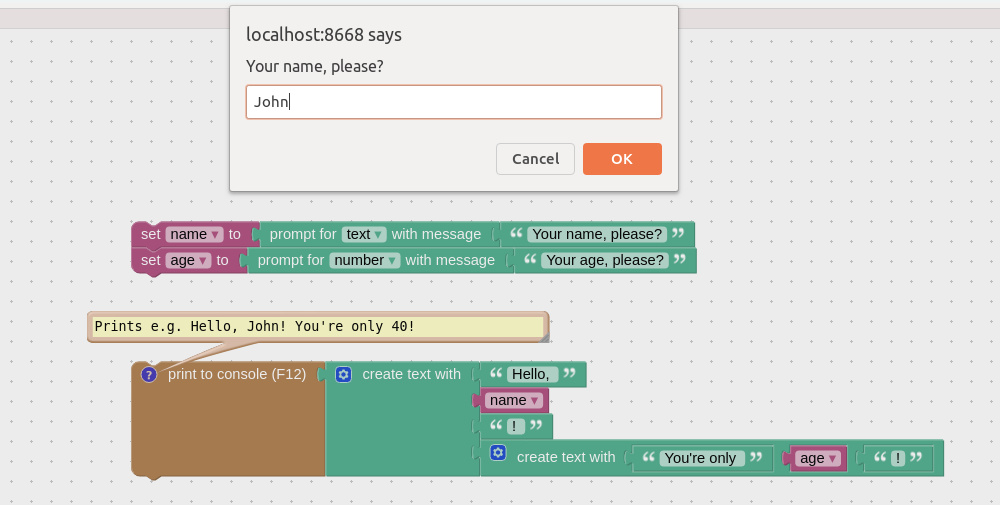 localhost:8668 says
Your name, please?
John
Cancel OK
set name ▾ to prompt for text ▾ with message “ Your name, please? ”
set age ▾ to prompt for number ▾ with message “ Your age, please? ”
Prints e.g. Hello, John! You're only 40!
? print to console (F12) create text with “ Hello, ”
name ▾
“ ! ”
create text with “ You're only ” age ▾ “ ! ”